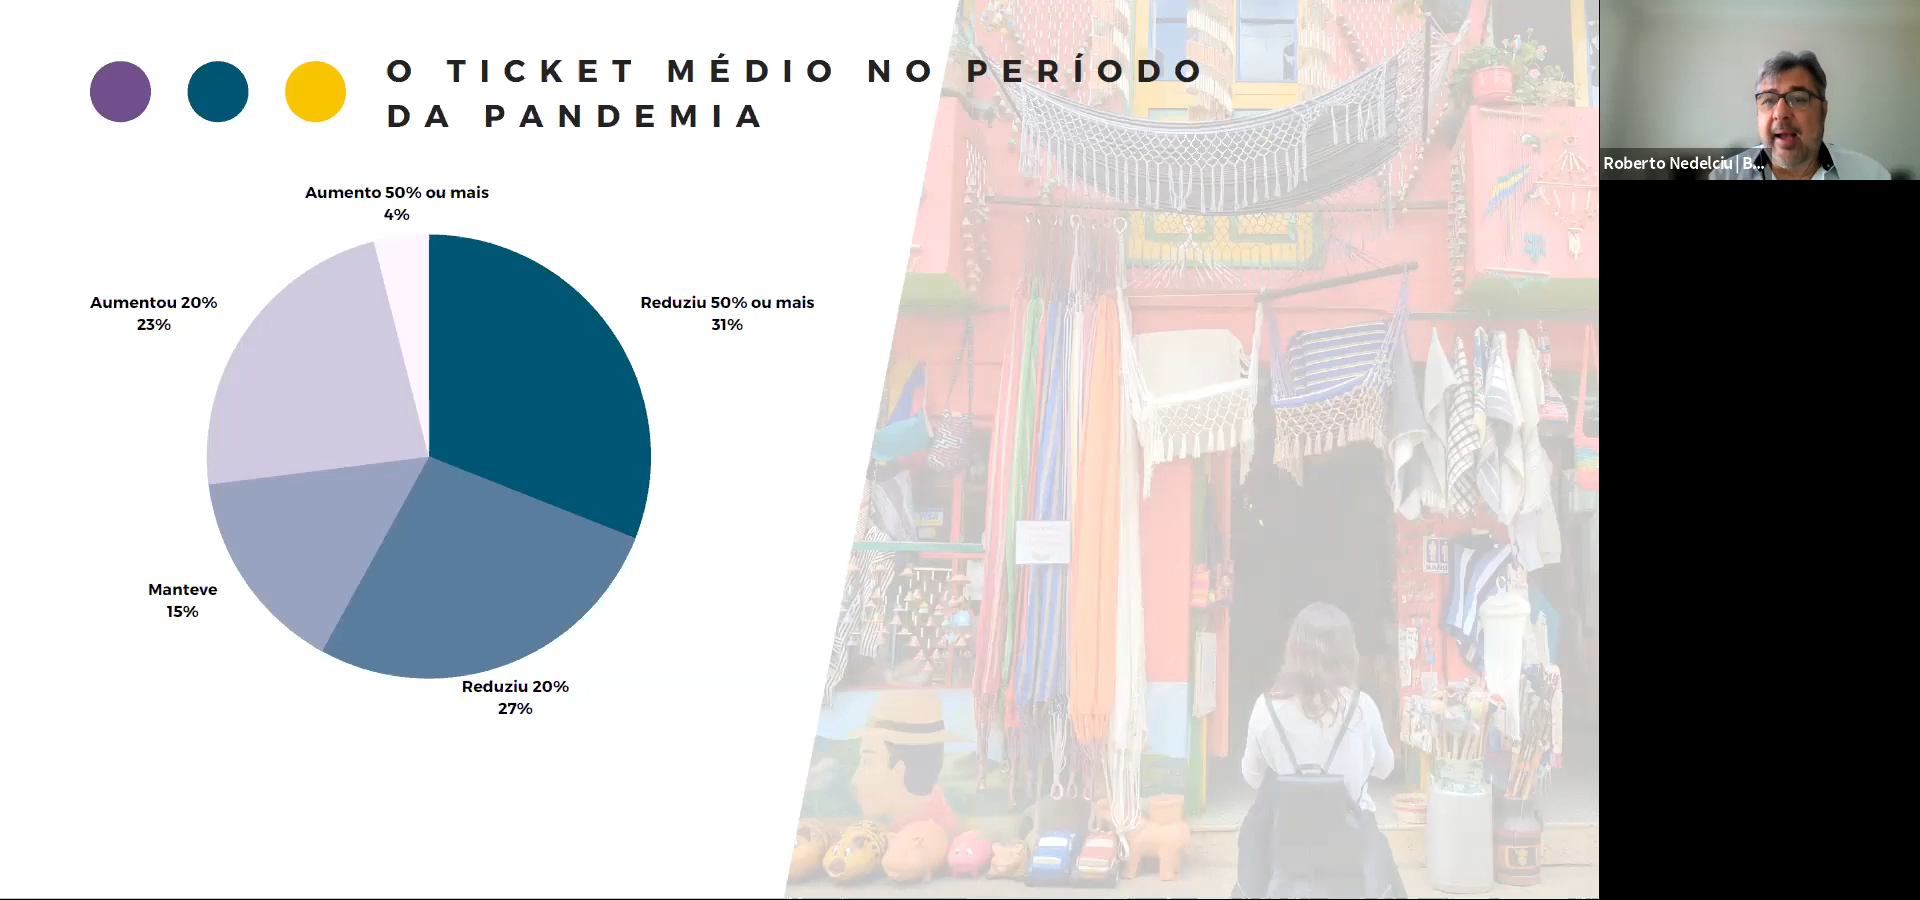 O TICKET MÉDIO NO PERÍODO
DA PANDEMIA
Aumento 50% ou mais
4%
Aumentou 20%
23%
Reduziu 50% ou mais
31%
Manteve
15%
Reduziu 20%
27%
Roberto Nedelciu | B...